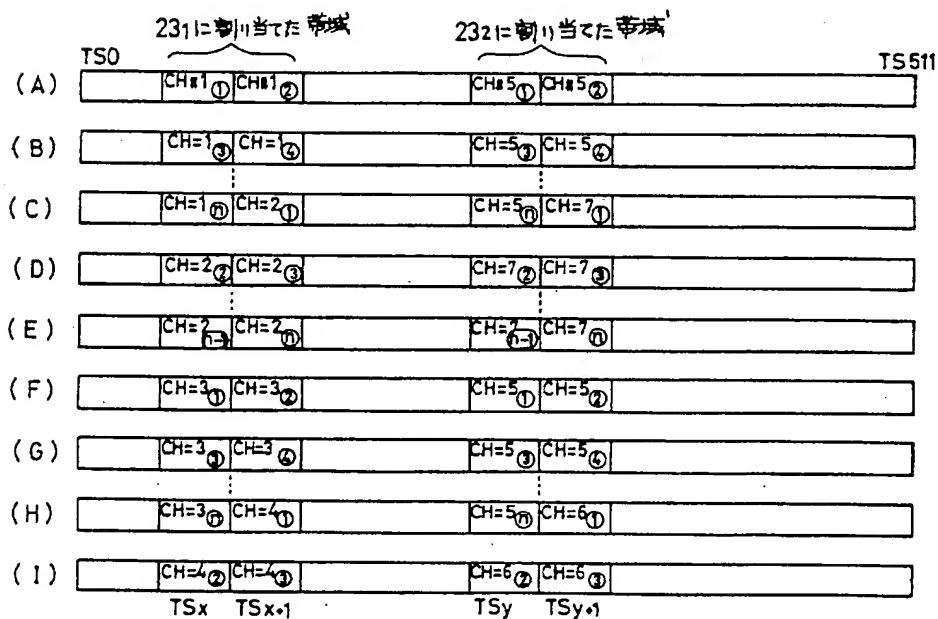 23₁に割り当てた帯域 23₂に割り当てた帯域
TS0 TS511
(A) CH#1① CH#1② CH#5① CH#5②
(B) CH=1③ CH=1④ CH=5③ CH=5④
(C) CH=1ⓝ CH=2① CH=5ⓝ CH=7①
(D) CH=2② CH=2③ CH=7② CH=7③
(E) CH=2(n-1) CH=2ⓝ CH=7(n-1) CH=7ⓝ
(F) CH=3① CH=3② CH=5① CH=5②
(G) CH=3③ CH=3④ CH=5③ CH=5④
(H) CH=3ⓝ CH=4① CH=5ⓝ CH=6①
(I) CH=4② CH=4③ CH=6② CH=6③
TSx TSx+1 TSy TSy+1